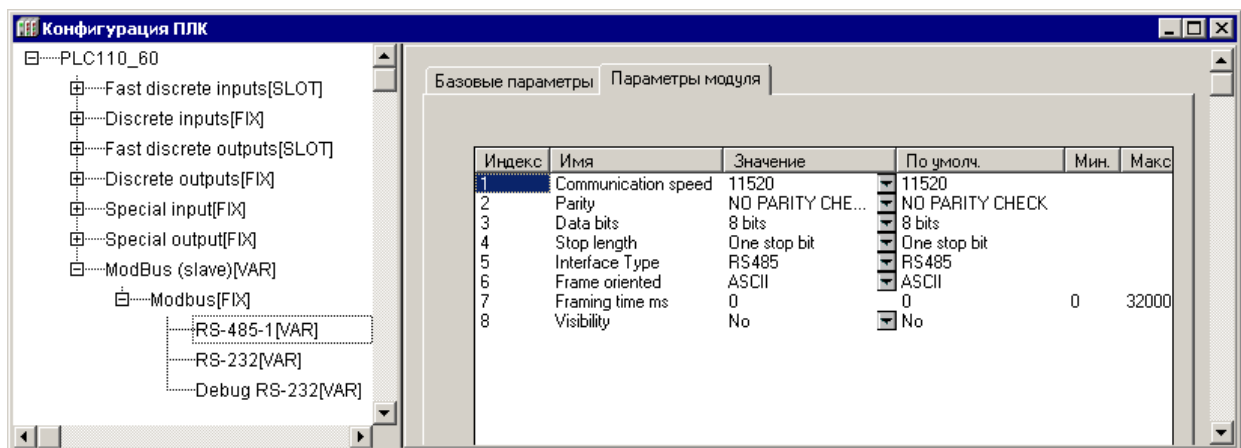 Конфигурация ПЛК
PLC110_60
Fast discrete inputs[SLOT]
Discrete inputs[FIX]
Fast discrete outputs[SLOT]
Discrete outputs[FIX]
Special input[FIX]
Special output[FIX]
ModBus (slave)[VAR]
Modbus[FIX]
RS-485-1[VAR]
RS-232[VAR]
Debug RS-232[VAR]
Базовые параметры Параметры модуля
Индекс Имя Значение По умолч. Мин. Макс
1 Communication speed 11520 11520
2 Parity NO PARITY CHE... NO PARITY CHECK
3 Data bits 8 bits 8 bits
4 Stop length One stop bit One stop bit
5 Interface Type RS485 RS485
6 Frame oriented ASCII ASCII
7 Framing time ms 0 0 0 32000
8 Visibility No No